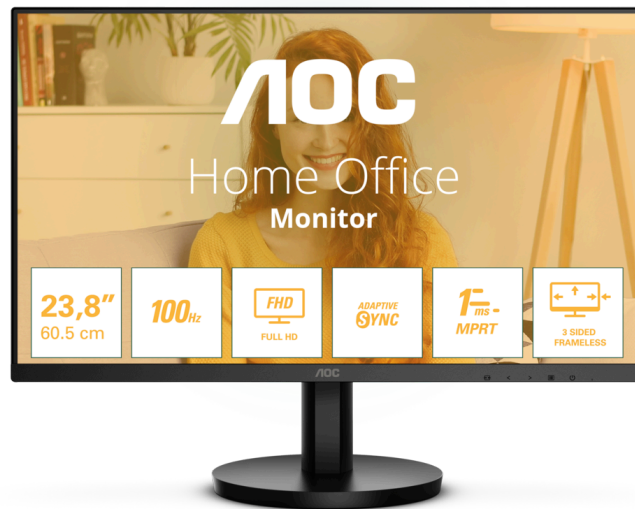 AOC
Home Office
Monitor
23,8”
60.5 cm
100Hz
FHD
FULL HD
ADAPTIVE
SYNC
1ms
MPRT
3 SIDED
FRAMELESS
AOC